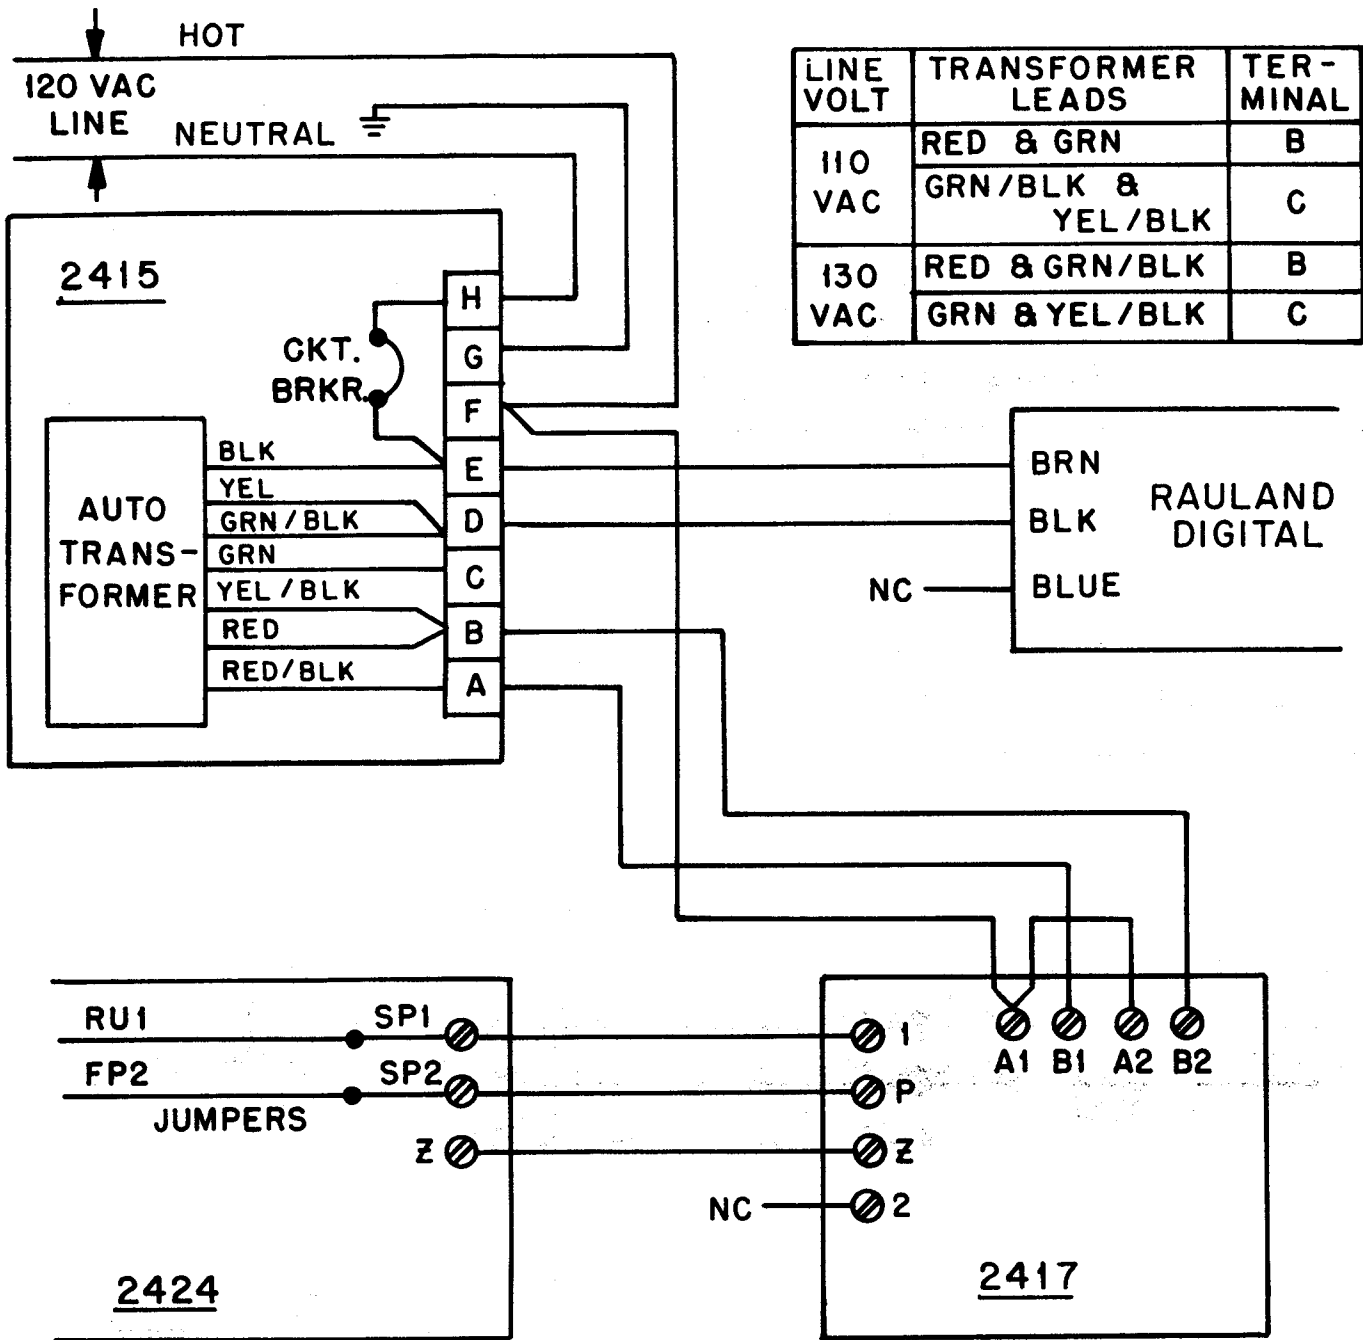 HOT
120 VAC
LINE
NEUTRAL
LINE VOLT TRANSFORMER LEADS TER-MINAL
110 VAC RED & GRN B
GRN/BLK & YEL/BLK C
130 VAC RED & GRN/BLK B
GRN & YEL/BLK C
2415
H
G
F
E
D
C
B
A
CKT.
BRKR.
AUTO
TRANS-
FORMER
BLK
YEL
GRN/BLK
GRN
YEL/BLK
RED
RED/BLK
BRN
BLK
NC BLUE
RAULAND
DIGITAL
RU1 SP1
FP2 SP2
JUMPERS
Z
2424
1
P
Z
NC 2
A1 B1 A2 B2
2417